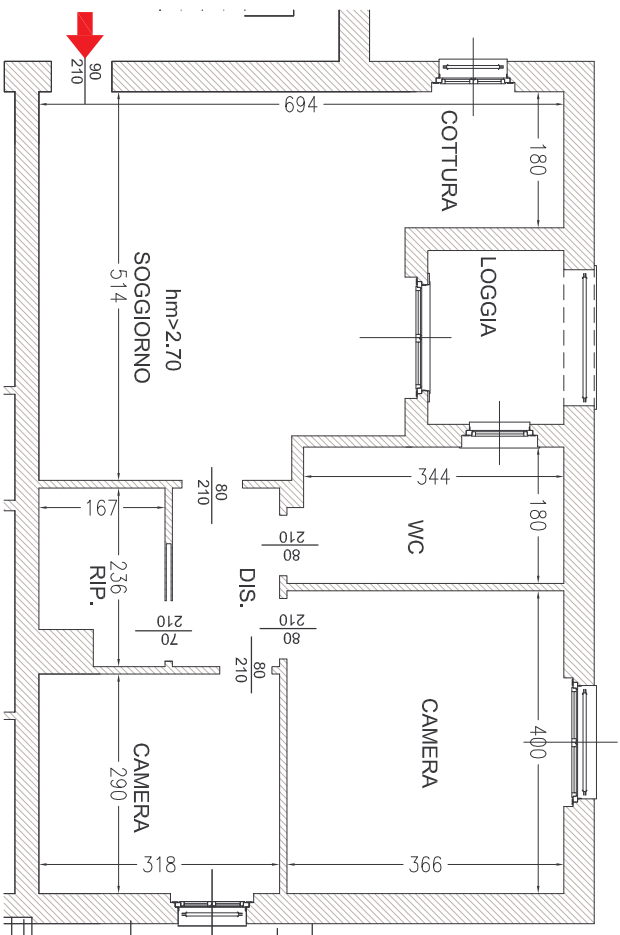 90
210
694
COTTURA
180
LOGGIA
hm>2.70
SOGGIORNO
514
344
180
WC
80
210
167
236
RIP.
DIS.
210
80
210
80
210
70
80
210
CAMERA
400
CAMERA
290
318
366